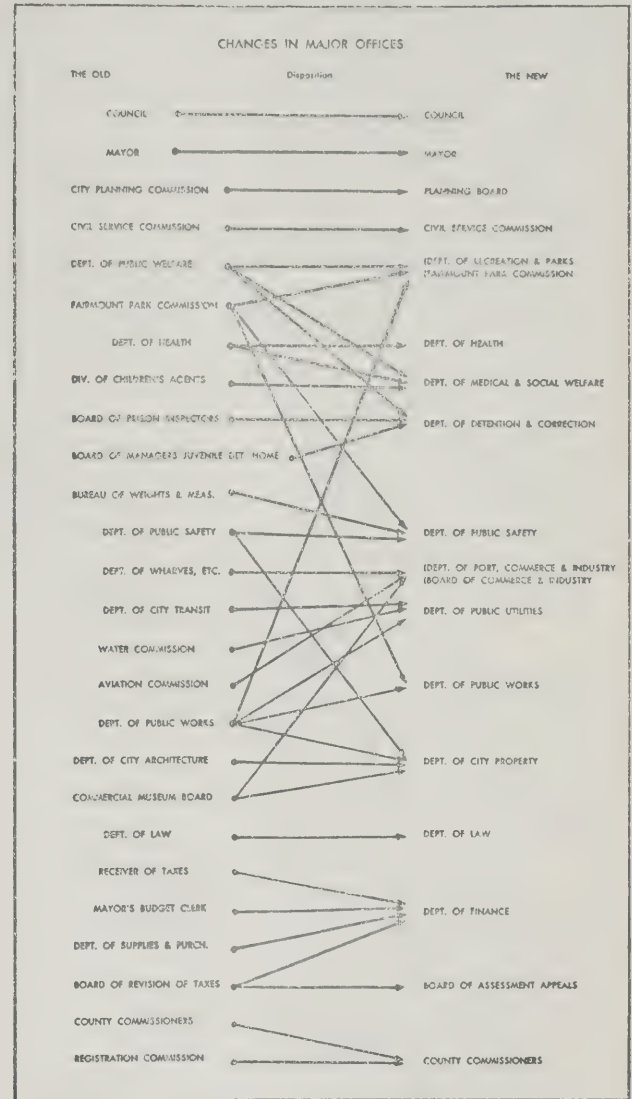 CHANGES IN MAJOR OFFICES
THE OLD Disposition THE NEW
COUNCIL COUNCIL
MAYOR MAYOR
CITY PLANNING COMMISSION PLANNING BOARD
CIVIL SERVICE COMMISSION CIVIL SERVICE COMMISSION
DEPT. OF PUBLIC WELFARE (DEPT. OF RECREATION & PARKS
(FAIRMOUNT PARK COMMISSION
FAIRMOUNT PARK COMMISSION
DEPT. OF HEALTH DEPT. OF HEALTH
DIV. OF CHILDREN'S AGENTS DEPT. OF MEDICAL & SOCIAL WELFARE
BOARD OF PRISON INSPECTORS DEPT. OF DETENTION & CORRECTION
BOARD OF MANAGERS JUVENILE DET. HOME
BUREAU OF WEIGHTS & MEAS.
DEPT. OF PUBLIC SAFETY DEPT. OF PUBLIC SAFETY
DEPT. OF WHARVES, ETC. (DEPT. OF PORT, COMMERCE & INDUSTRY
(BOARD OF COMMERCE & INDUSTRY
DEPT. OF CITY TRANSIT DEPT. OF PUBLIC UTILITIES
WATER COMMISSION
AVIATION COMMISSION DEPT. OF PUBLIC WORKS
DEPT. OF PUBLIC WORKS
DEPT. OF CITY ARCHITECTURE DEPT. OF CITY PROPERTY
COMMERCIAL MUSEUM BOARD
DEPT. OF LAW DEPT. OF LAW
RECEIVER OF TAXES
MAYOR'S BUDGET CLERK DEPT. OF FINANCE
DEPT. OF SUPPLIES & PURCH.
BOARD OF REVISION OF TAXES BOARD OF ASSESSMENT APPEALS
COUNTY COMMISSIONERS
REGISTRATION COMMISSION COUNTY COMMISSIONERS